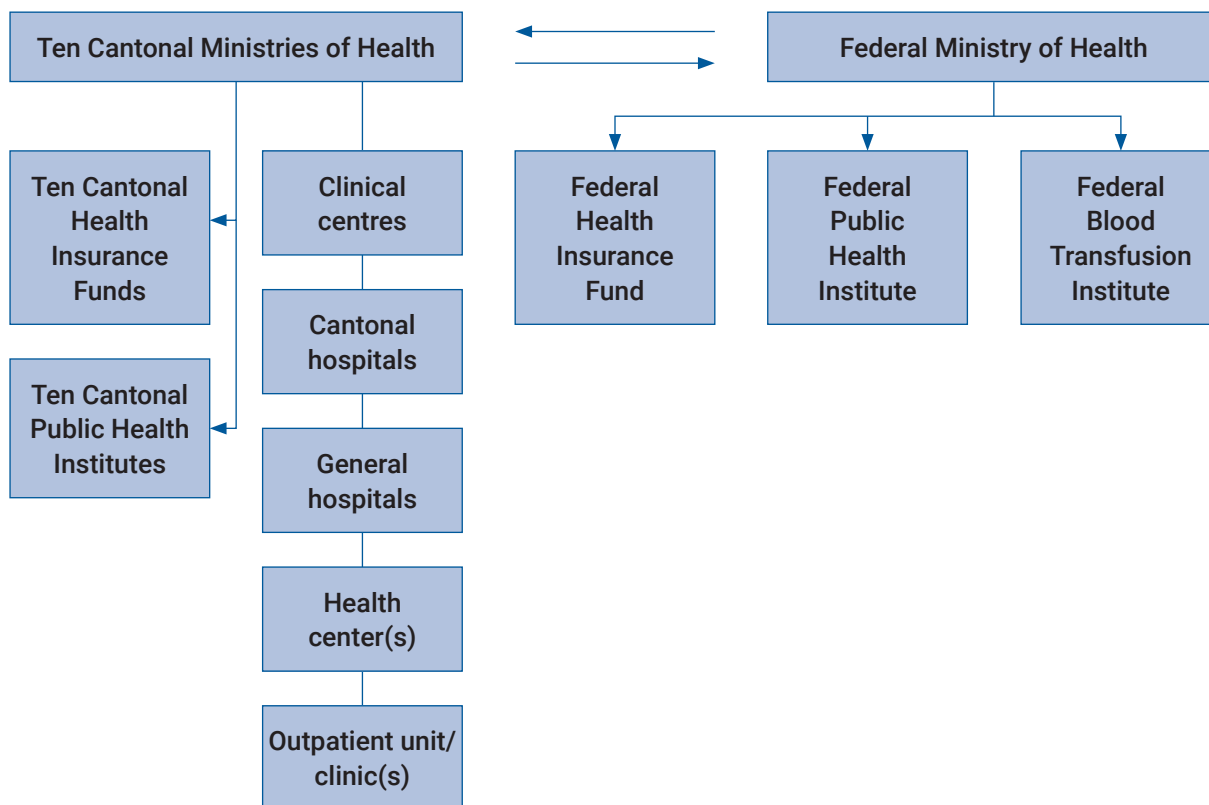 Ten Cantonal Ministries of Health
Federal Ministry of Health
Ten Cantonal
Health
Insurance
Funds
Clinical
centres
Federal
Health
Insurance
Fund
Federal
Public
Health
Institute
Federal
Blood
Transfusion
Institute
Cantonal
hospitals
Ten Cantonal
Public Health
Institutes
General
hospitals
Health
center(s)
Outpatient unit/
clinic(s)